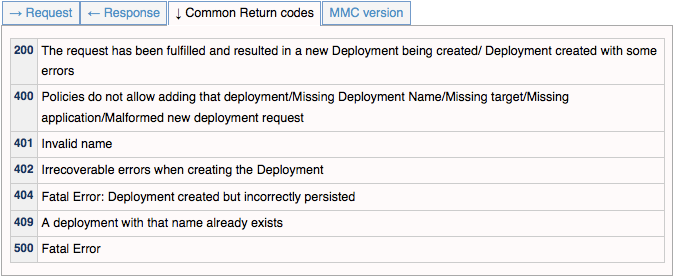 → Request ← Response ↓ Common Return codes MMC version
200 The request has been fulfilled and resulted in a new Deployment being created/ Deployment created with some
errors
400 Policies do not allow adding that deployment/Missing Deployment Name/Missing target/Missing
application/Malformed new deployment request
401 Invalid name
402 Irrecoverable errors when creating the Deployment
404 Fatal Error: Deployment created but incorrectly persisted
409 A deployment with that name already exists
500 Fatal Error